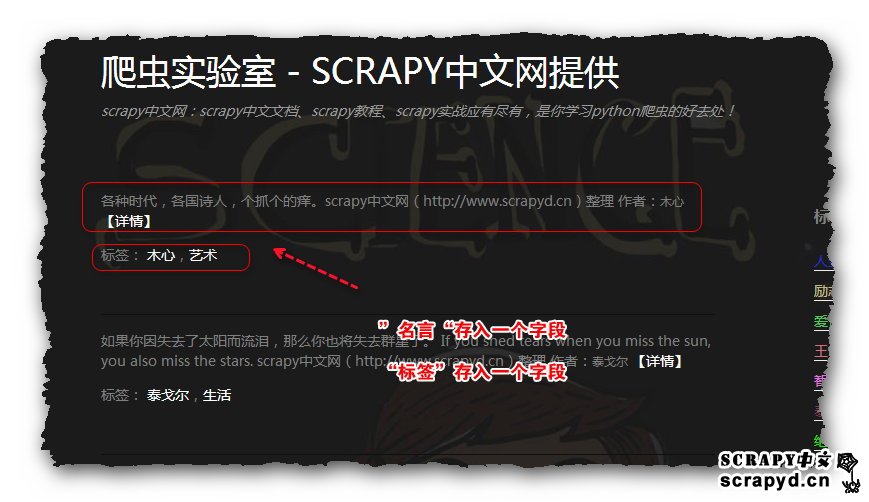 爬虫实验室 - SCRAPY中文网提供
scrapy中文网：scrapy中文文档、scrapy教程、scrapy实战应有尽有，是你学习python爬虫的好去处！
SCIENCE
各种时代，各国诗人，个抓个的痒。scrapy中文网（http://www.scrapyd.cn）整理 作者：木心
【详情】
标签： 木心，艺术
”名言“存入一个字段
如果你因失去了太阳而流泪，那么你也将失去群星了。 If you shed tears when you miss the sun,
you also miss the stars. scrapy中文网（http://www.scrapyd.cn）整理 作者：泰戈尔 【详情】
“标签”存入一个字段
标签： 泰戈尔，生活
标
人
励志
爱
王
泰
SCRAPY中文
scrapyd.cn